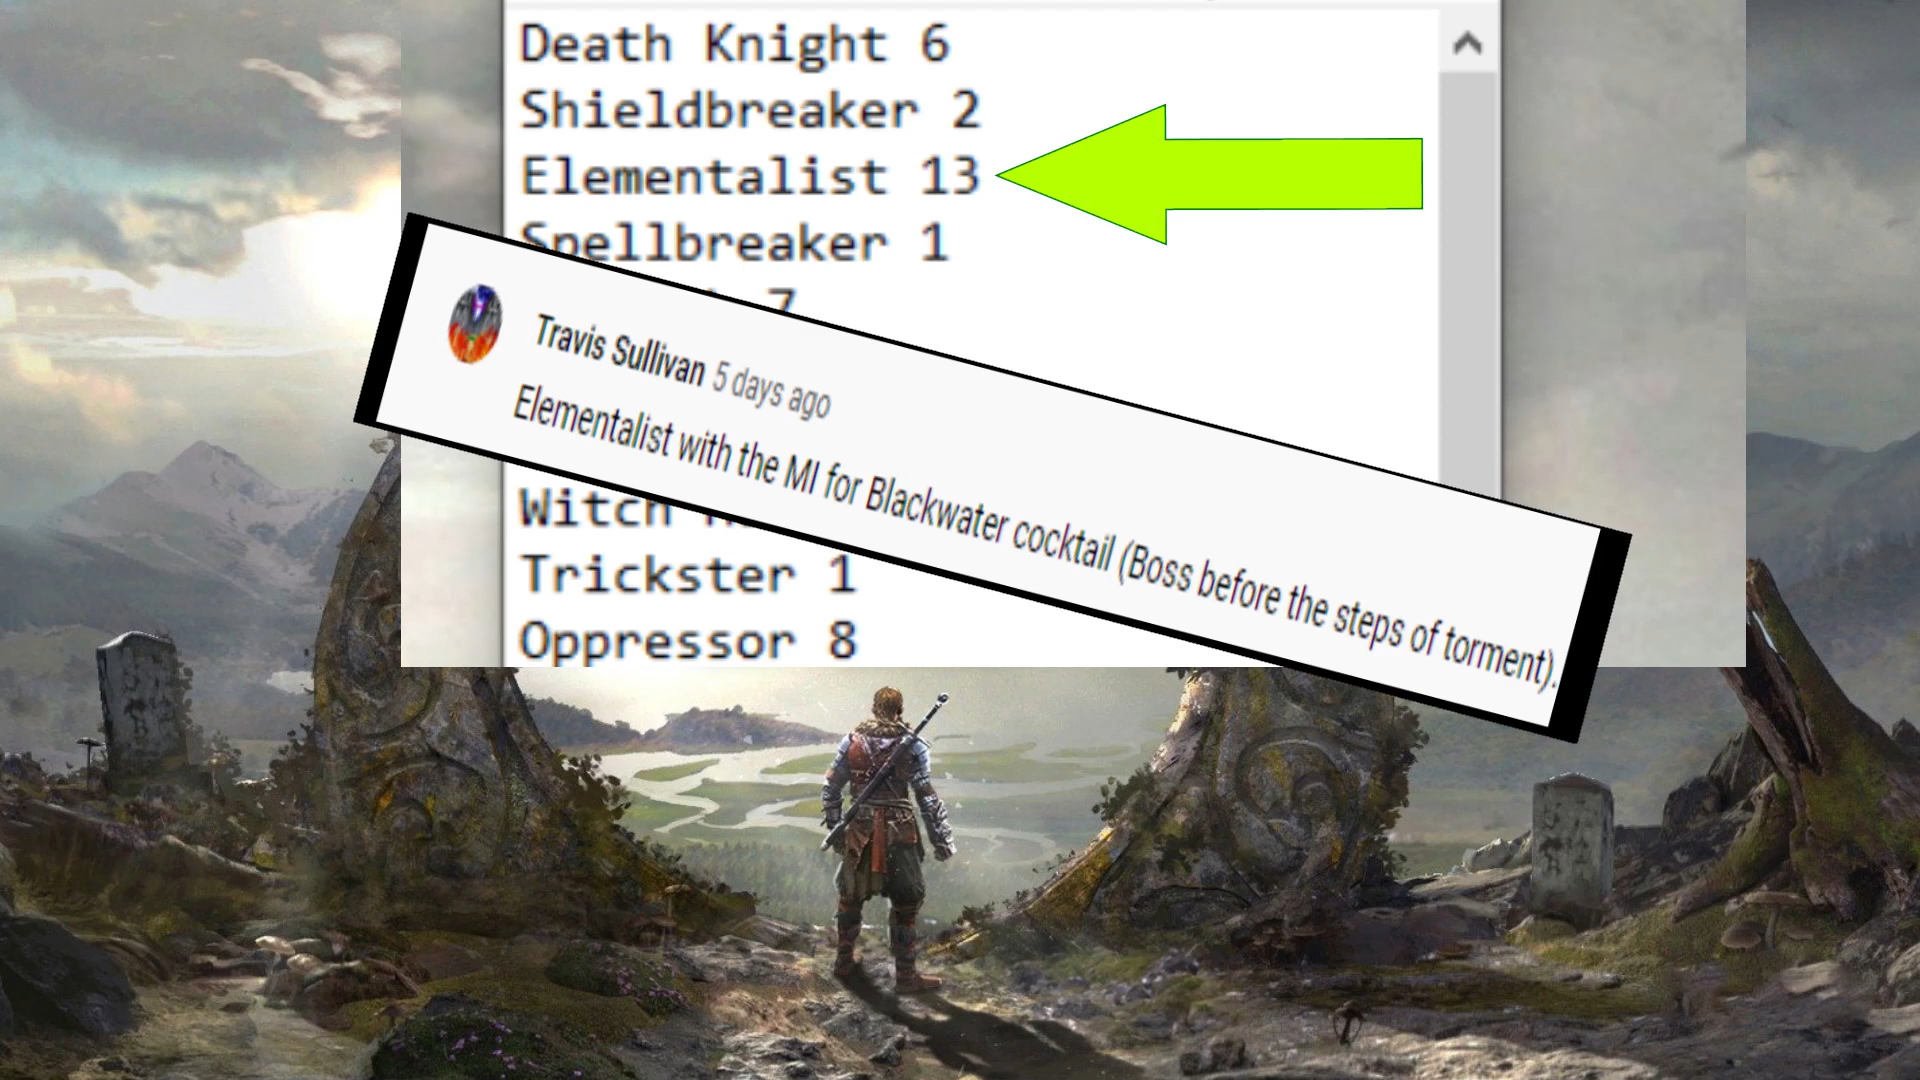 Death Knight 6
Shieldbreaker 2
Elementalist 13
Spellbreaker 1
7
Travis Sullivan 5 days ago
Elementalist with the MI for Blackwater cocktail (Boss before the steps of torment).
Witch
Trickster 1
Oppressor 8